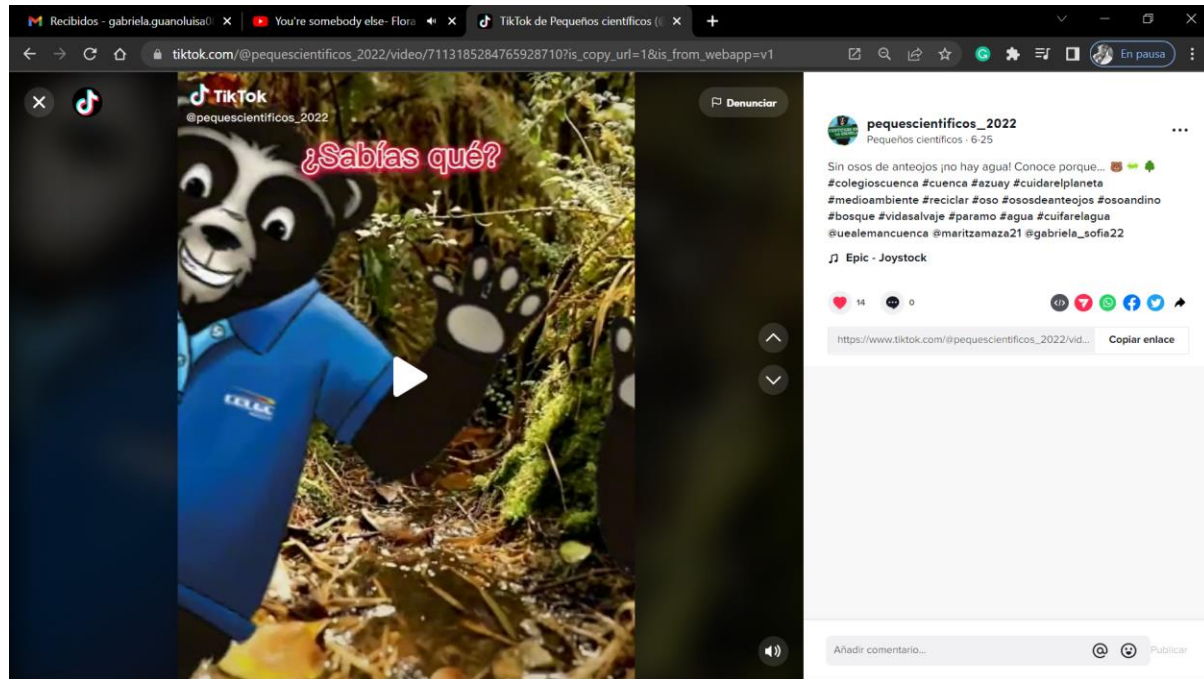 Recibidos - gabriela.guanoluisa0
You're somebody else- Flora
TikTok de Pequeños científicos (
tiktok.com/@pequescientificos_2022/video/7113185284765928710?is_copy_url=1&is_from_webapp=v1
En pausa
TikTok
@pequescientificos_2022
Denunciar
¿Sabías qué?
pequescientificos_2022
Pequeños científicos · 6-25
Sin osos de anteojos ¡no hay agua! Conoce porque...
#colegioscuenca #cuenca #azuay #cuidarelplaneta
#medioambiente #reciclar #oso #ososdeanteojos #osoandino
#bosque #vidasalvaje #paramo #agua #cuifarelagua
@uealemancuenca @maritzamaza21 @gabriela_sofia22
Epic - Joystock
14
0
https://www.tiktok.com/@pequescientificos_2022/vid...
Copiar enlace
Añadir comentario...
Publicar